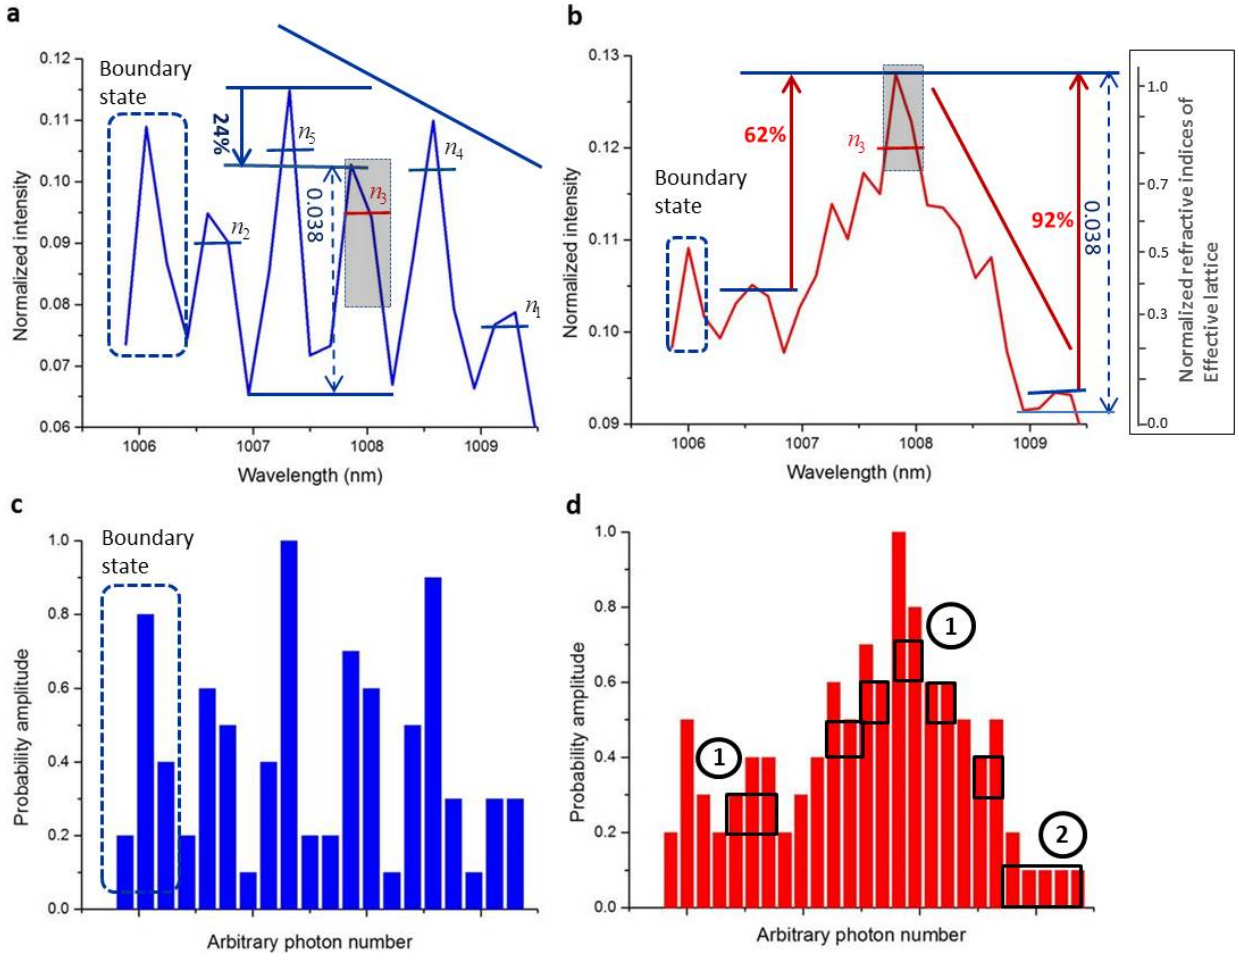 a
0.12
0.11
0.10
0.09
0.08
0.07
0.06
Normalized intensity
Boundary
state
24%
n2
n5
0.038
n3
n4
n1
1006
1007
1008
1009
Wavelength (nm)
b
0.13
0.12
0.11
0.10
0.09
Normalized intensity
Boundary
state
62%
n3
92%
0.038
1006
1007
1008
1009
Wavelength (nm)
1.0
0.7
0.5
0.3
0.0
Normalized refractive indices of
Effective lattice
c
1.0
0.8
0.6
0.4
0.2
0.0
Probability amplitude
Boundary
state
Arbitrary photon number
d
1.0
0.8
0.6
0.4
0.2
0.0
Probability amplitude
1
1
2
Arbitrary photon number